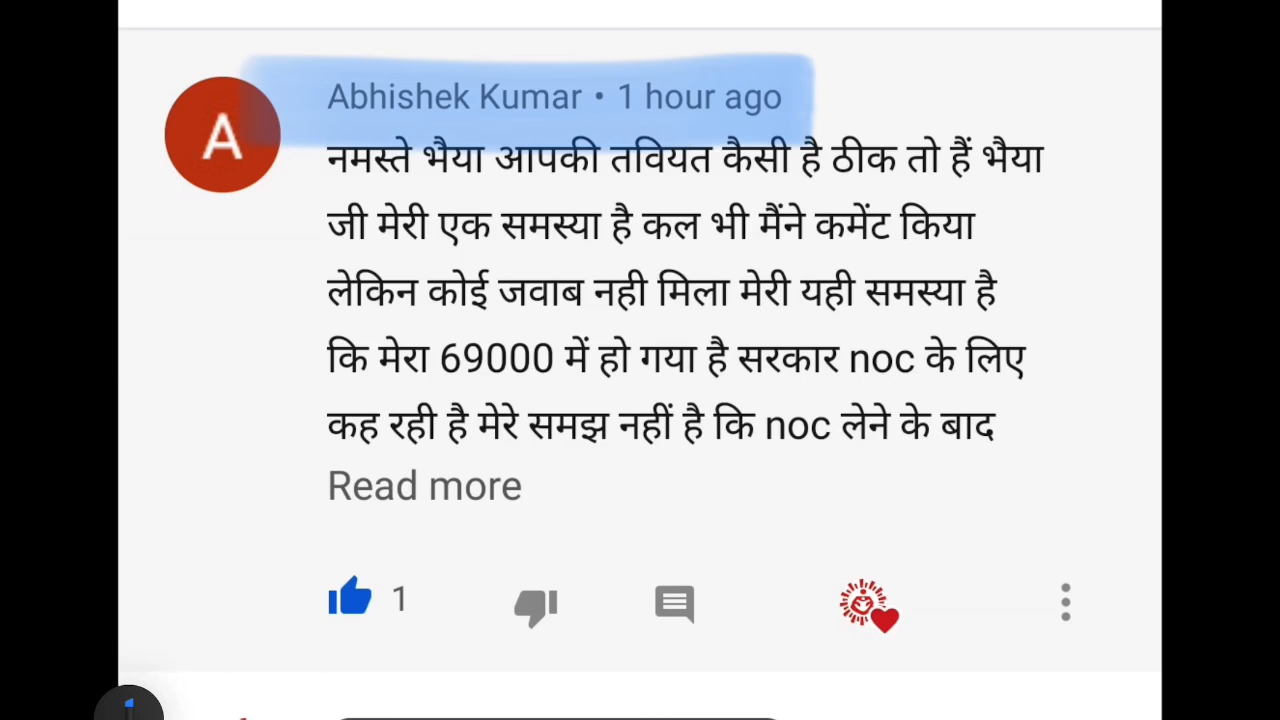 A
Abhishek Kumar • 1 hour ago
नमस्ते भैया आपकी तवियत कैसी है ठीक तो हैं भैया
जी मेरी एक समस्या है कल भी मैंने कमेंट किया
लेकिन कोई जवाब नही मिला मेरी यही समस्या है
कि मेरा 69000 में हो गया है सरकार noc के लिए
कह रही है मेरे समझ नहीं है कि noc लेने के बाद
Read more
1